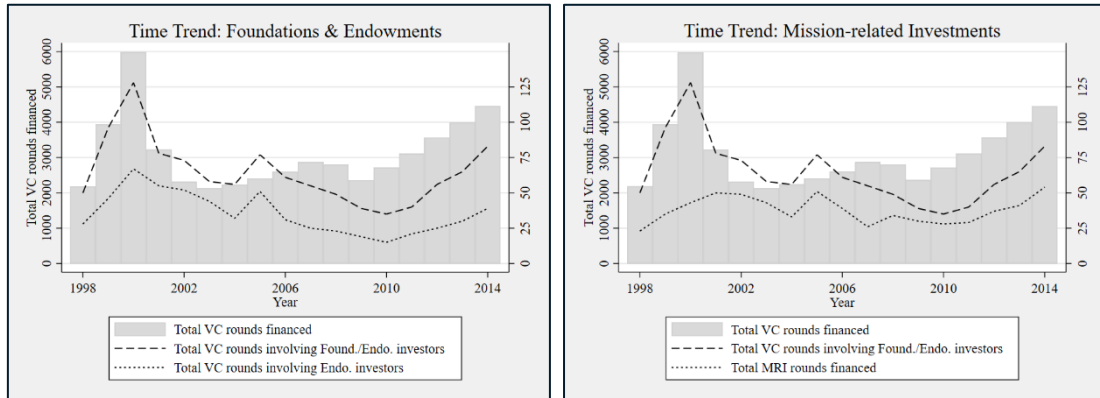 Time Trend: Foundations & Endowments
Total VC rounds financed
6000
5000
4000
3000
2000
1000
0
125
100
75
50
25
0
1998 2002 2006 2010 2014
Year
Total VC rounds financed
Total VC rounds involving Found./Endo. investors
Total VC rounds involving Endo. investors
Time Trend: Mission-related Investments
Total VC rounds financed
6000
5000
4000
3000
2000
1000
0
125
100
75
50
25
0
1998 2002 2006 2010 2014
Year
Total VC rounds financed
Total VC rounds involving Found./Endo. investors
Total MRI rounds financed